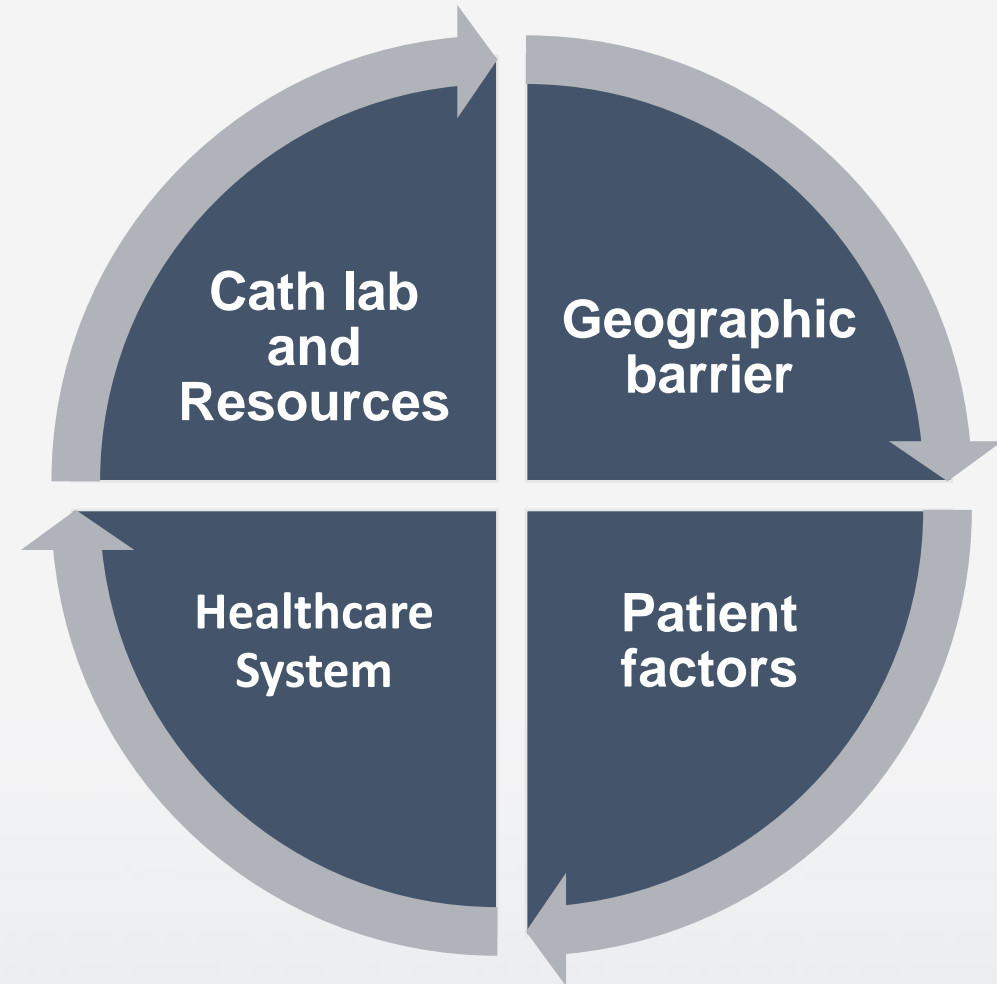 Cath lab
and
Resources
Geographic
barrier
Healthcare
System
Patient
factors